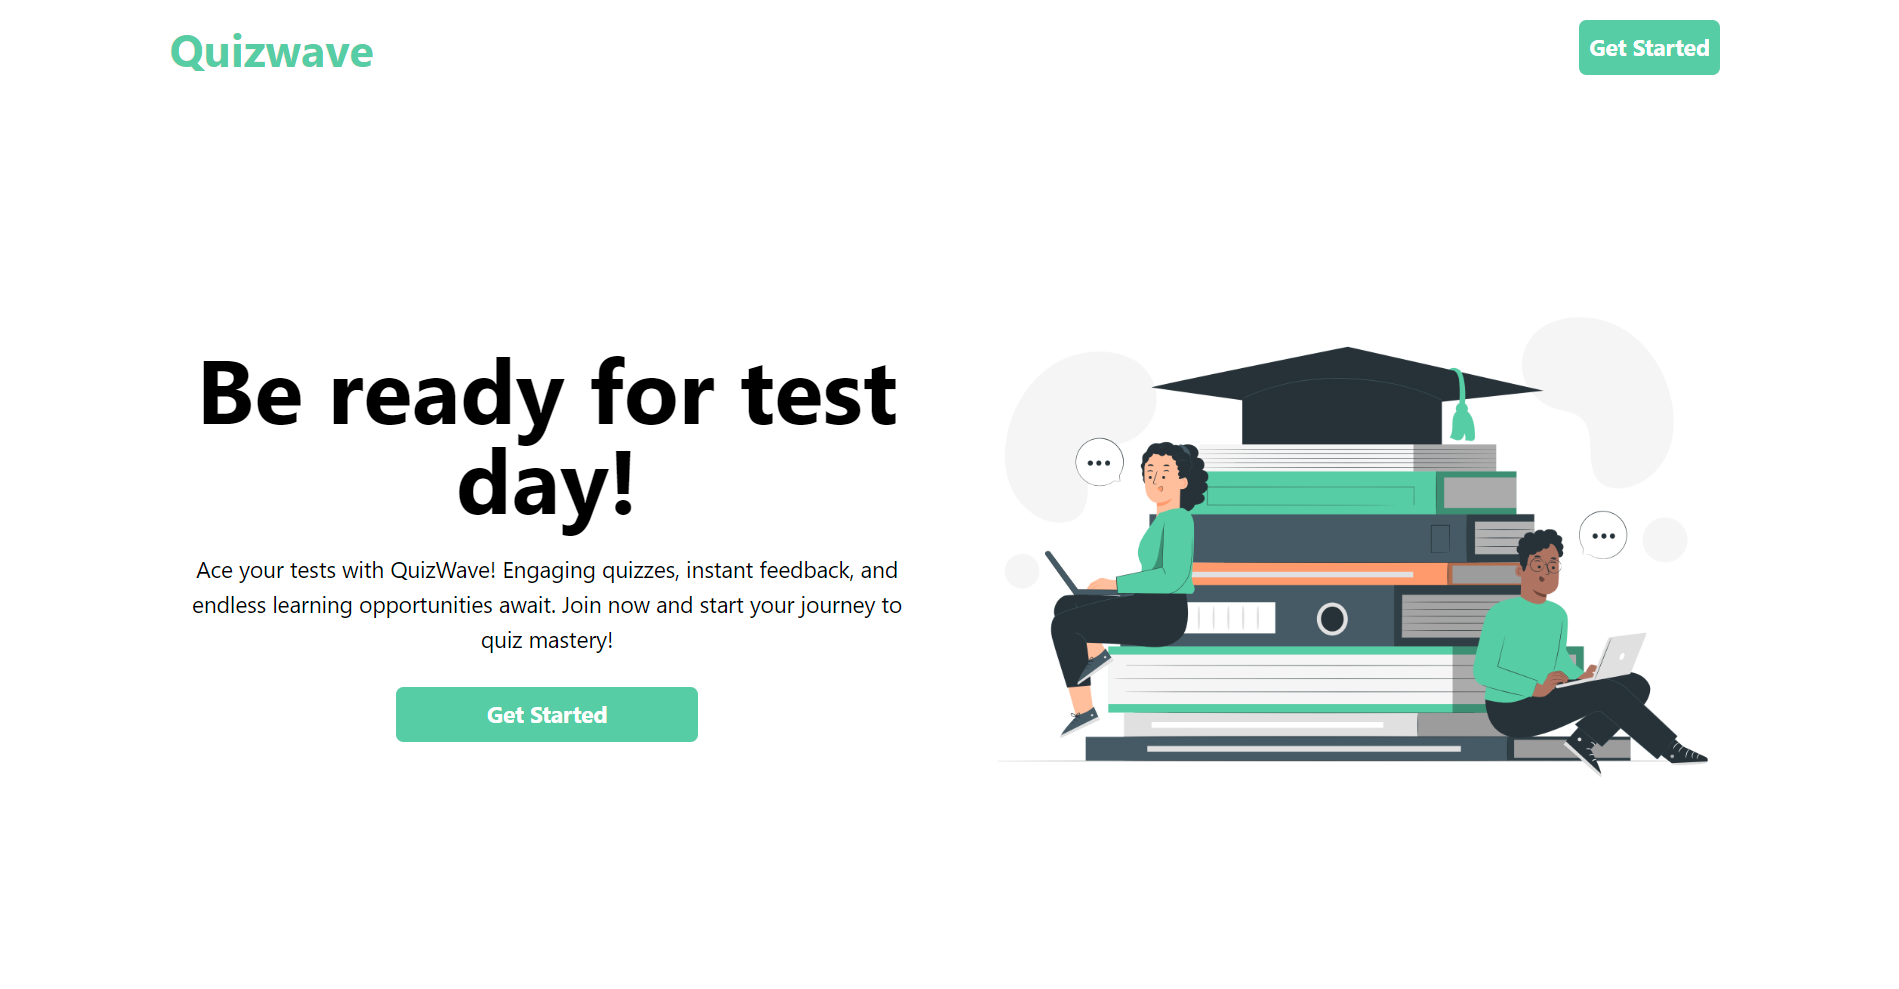 Quizwave
Get Started
Be ready for test
day!
Ace your tests with QuizWave! Engaging quizzes, instant feedback, and
endless learning opportunities await. Join now and start your journey to
quiz mastery!
Get Started